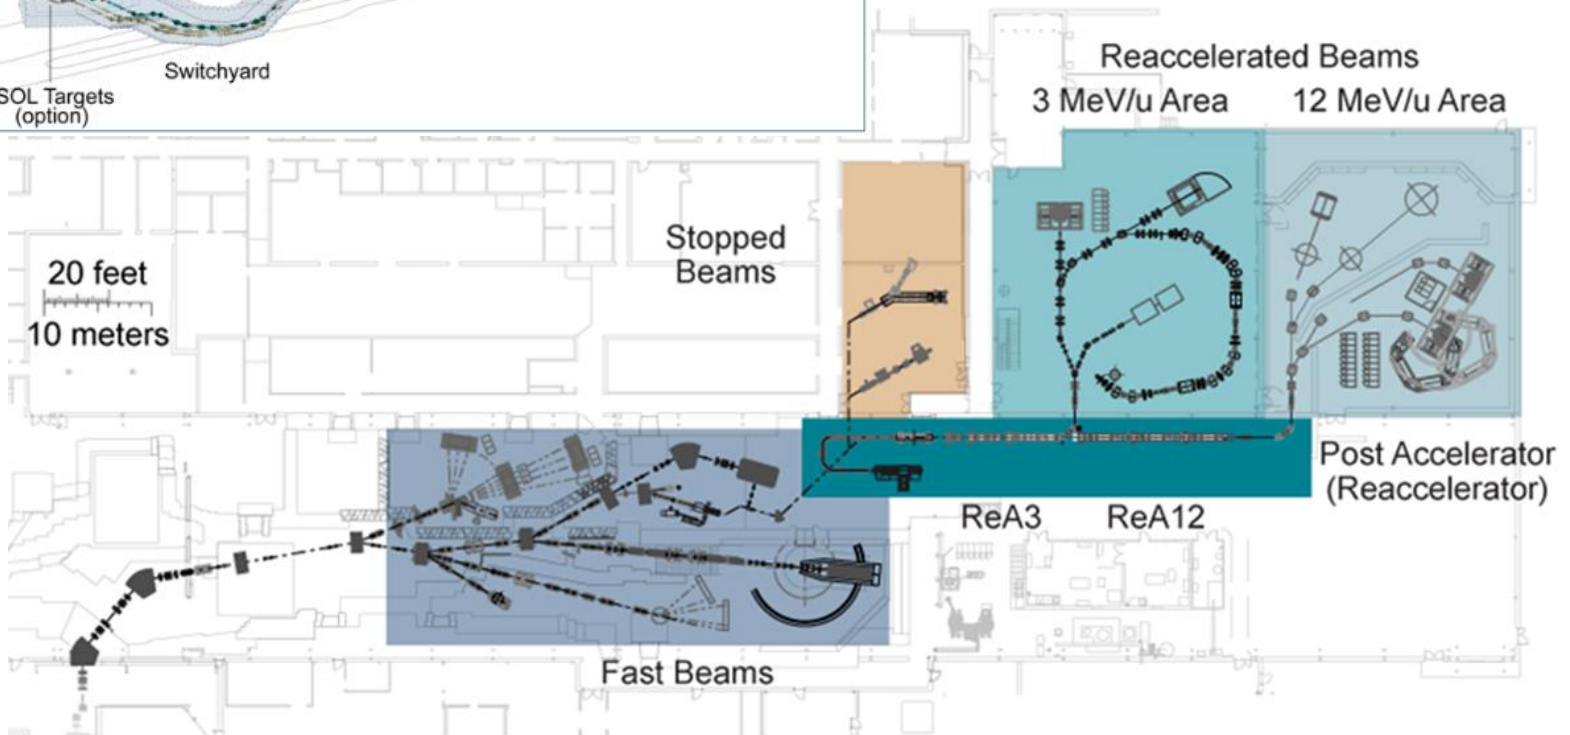 Switchyard
SOL Targets
(option)
Reaccelerated Beams
3 MeV/u Area
12 MeV/u Area
Stopped
Beams
20 feet
10 meters
Post Accelerator
(Reaccelerator)
ReA3
ReA12
Fast Beams